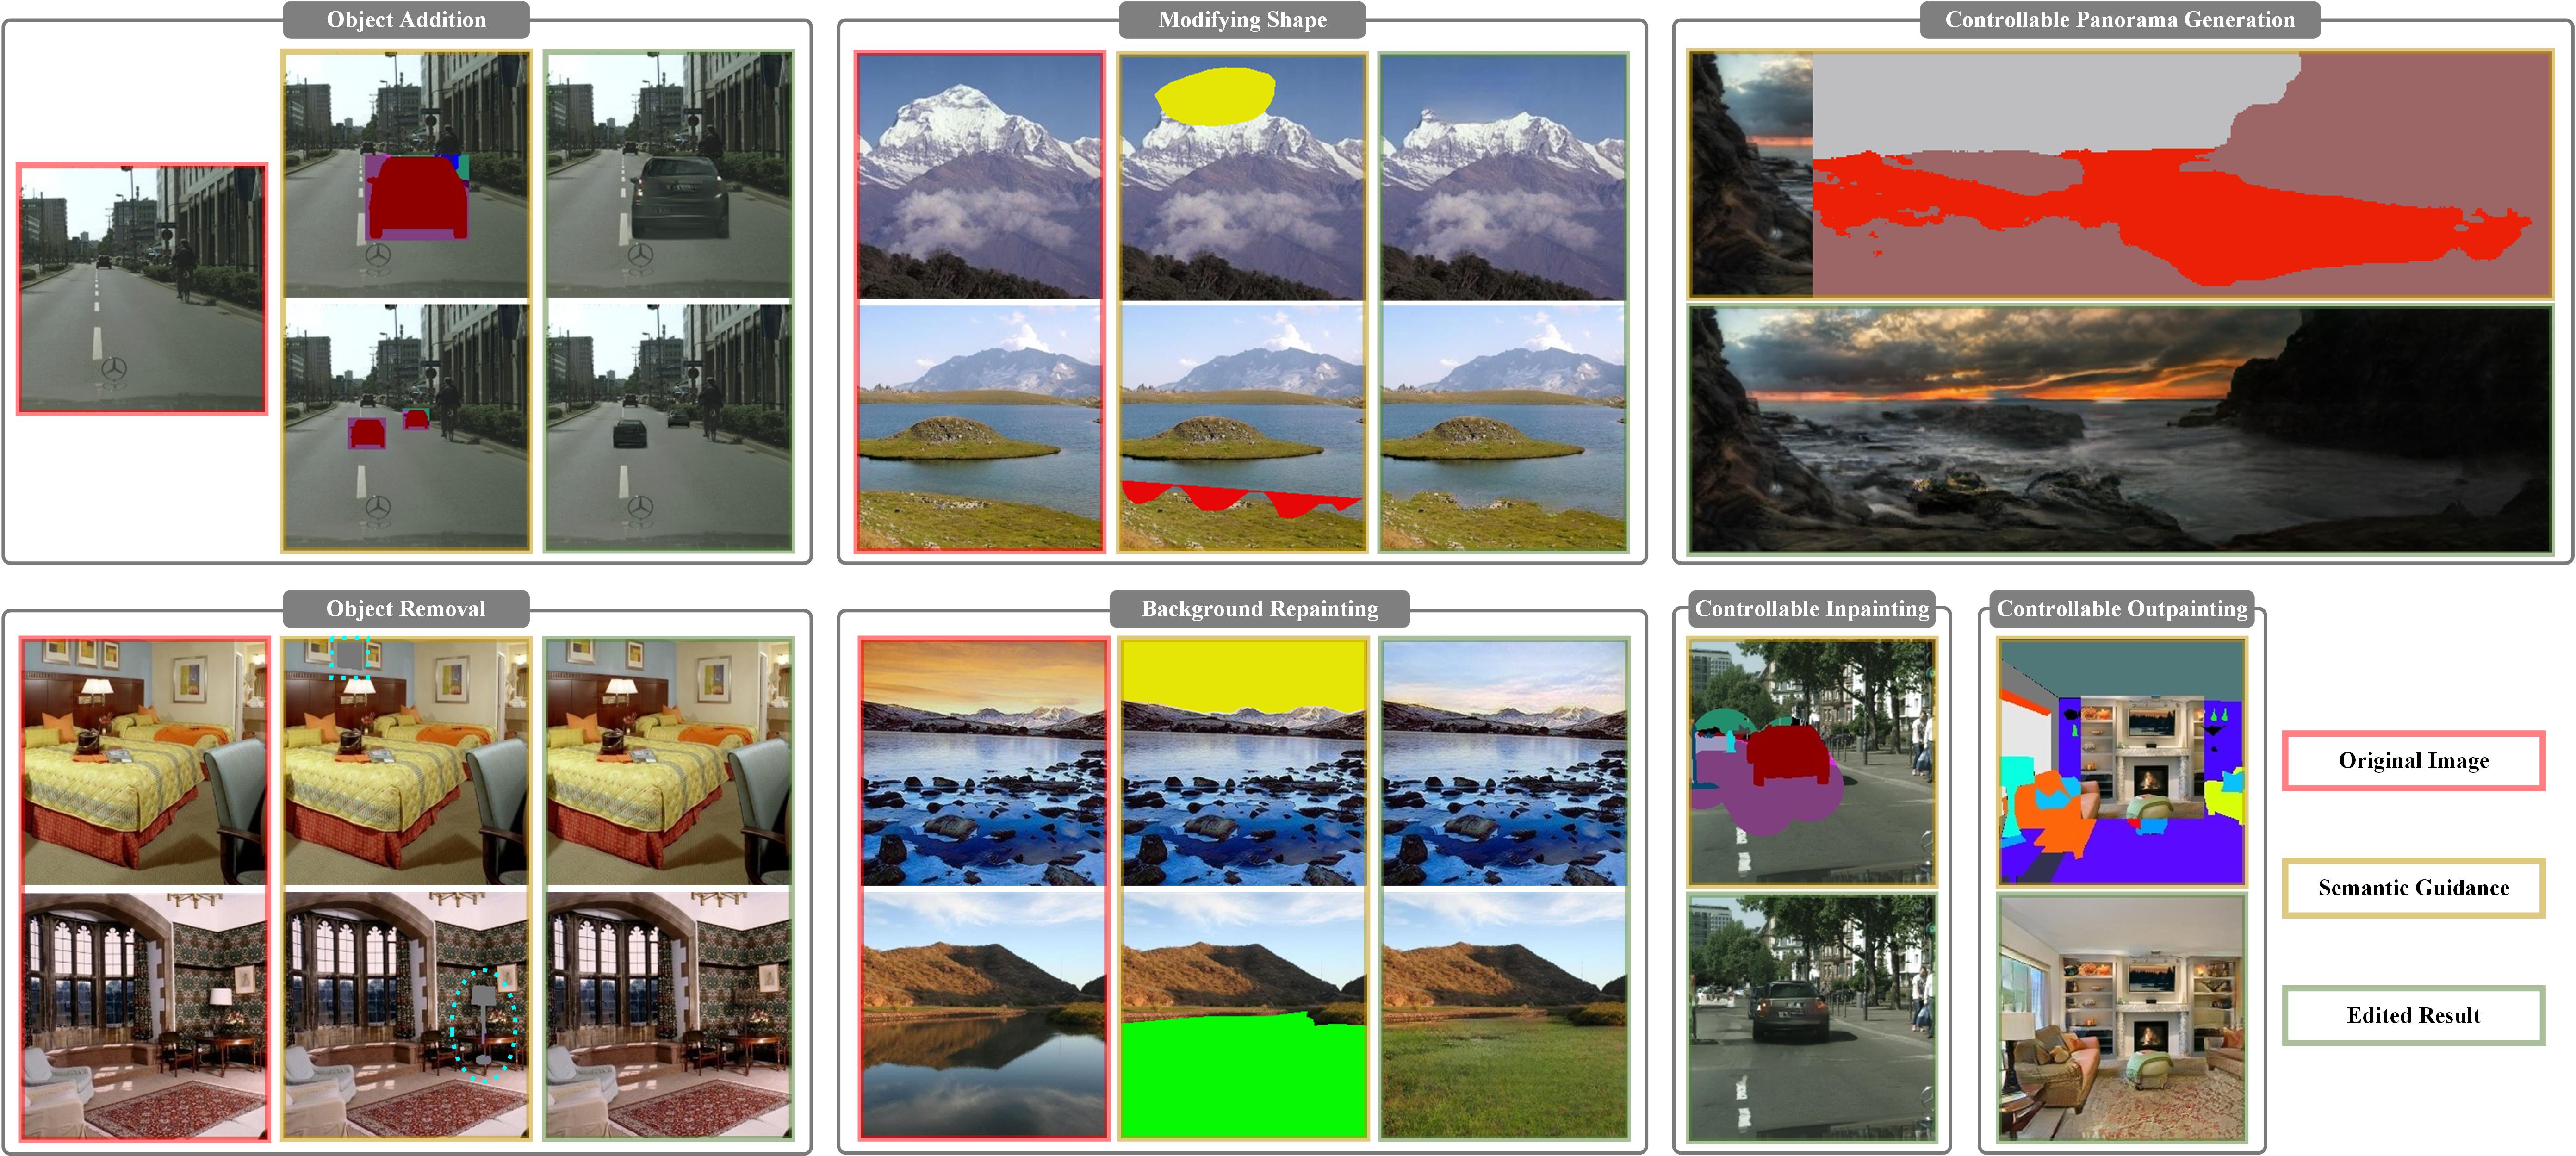 Object Addition
Modifying Shape
Controllable Panorama Generation
Object Removal
Background Repainting
Controllable Inpainting
Controllable Outpainting
Original Image
Semantic Guidance
Edited Result